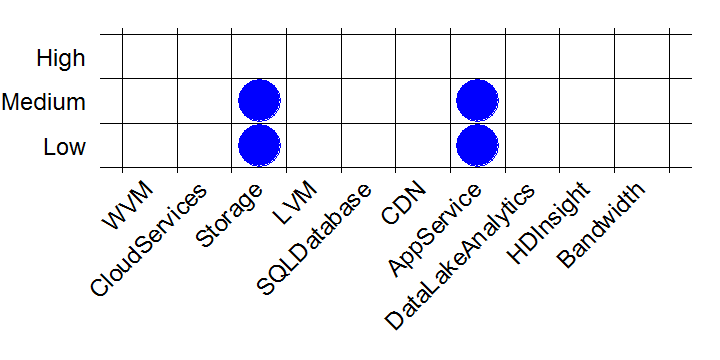 High
Medium
Low
WVM
CloudServices
Storage
LVM
SQLDatabase
CDN
AppService
DataLakeAnalytics
HDInsight
Bandwidth